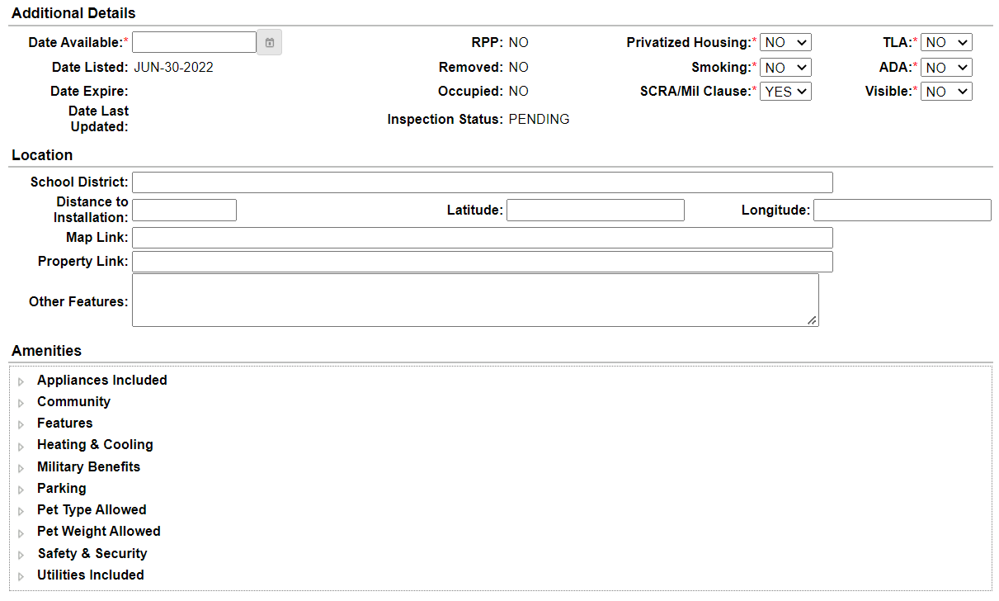 Additional Details
Date Available:* RPP: NO Privatized Housing:* NO TLA:* NO
Date Listed: JUN-30-2022 Removed: NO Smoking:* NO ADA:* NO
Date Expire: Occupied: NO SCRA/Mil Clause:* YES Visible:* NO
Date Last
Updated: Inspection Status: PENDING
Location
School District:
Distance to
Installation: Latitude: Longitude:
Map Link:
Property Link:
Other Features:
Amenities
Appliances Included
Community
Features
Heating & Cooling
Military Benefits
Parking
Pet Type Allowed
Pet Weight Allowed
Safety & Security
Utilities Included